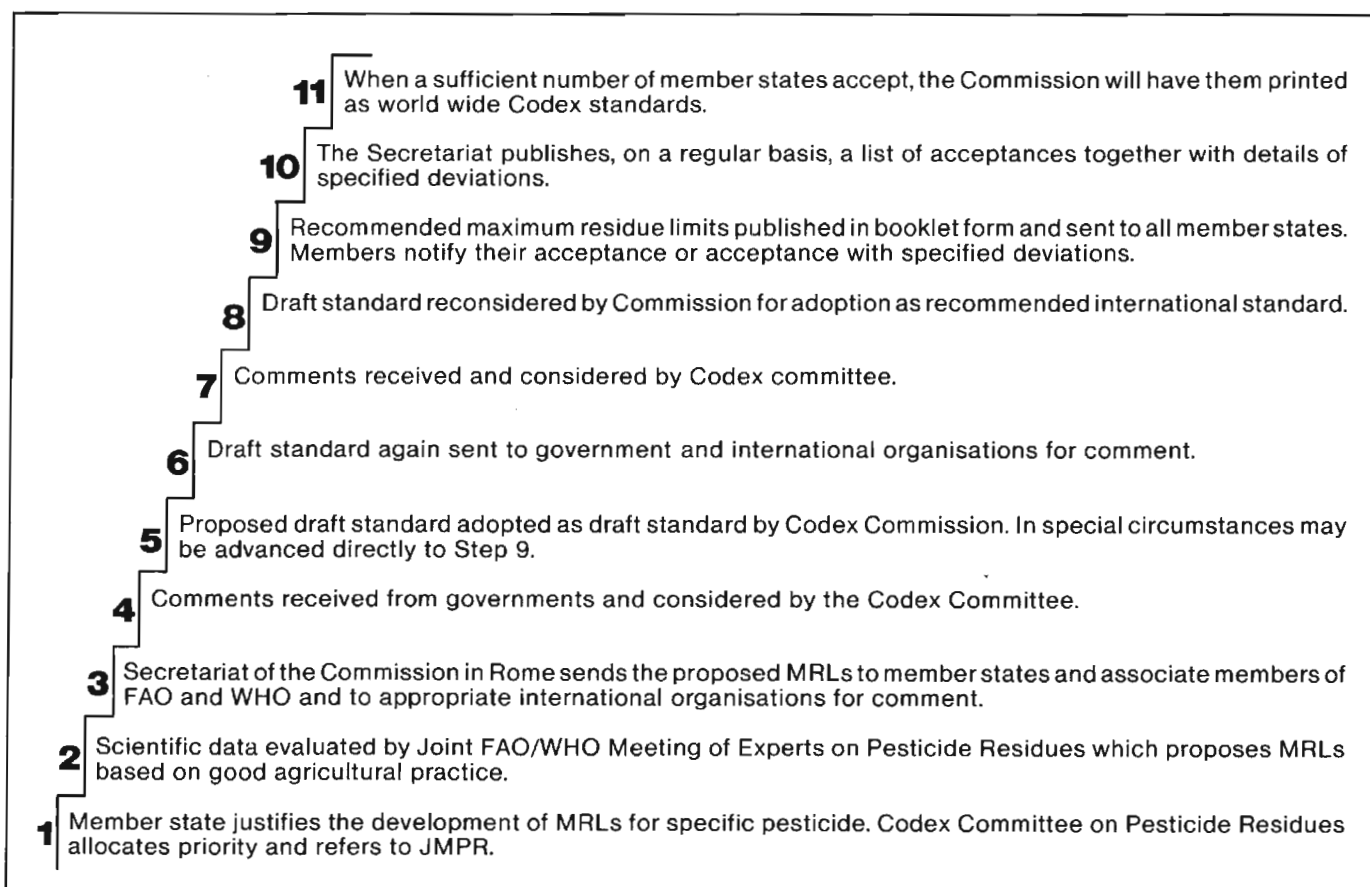 11 When a sufficient number of member states accept, the Commission will have them printed
as world wide Codex standards.
10 The Secretariat publishes, on a regular basis, a list of acceptances together with details of
specified deviations.
9 Recommended maximum residue limits published in booklet form and sent to all member states.
Members notify their acceptance or acceptance with specified deviations.
8 Draft standard reconsidered by Commission for adoption as recommended international standard.
7 Comments received and considered by Codex committee.
6 Draft standard again sent to government and international organisations for comment.
5 Proposed draft standard adopted as draft standard by Codex Commission. In special circumstances may
be advanced directly to Step 9.
4 Comments received from governments and considered by the Codex Committee.
3 Secretariat of the Commission in Rome sends the proposed MRLs to member states and associate members of
FAO and WHO and to appropriate international organisations for comment.
2 Scientific data evaluated by Joint FAO/WHO Meeting of Experts on Pesticide Residues which proposes MRLs
based on good agricultural practice.
1 Member state justifies the development of MRLs for specific pesticide. Codex Committee on Pesticide Residues
allocates priority and refers to JMPR.